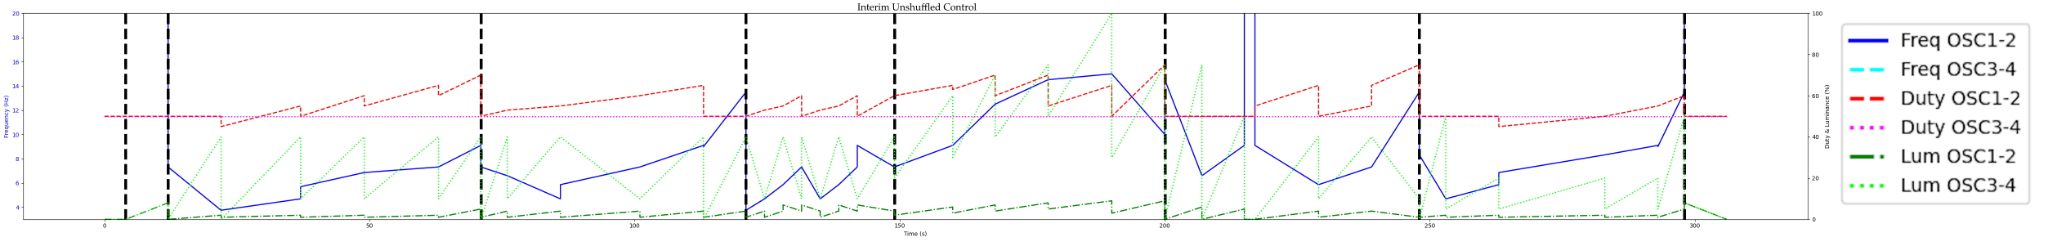 Interim Unshuffled Control
20
18
16
14
12
10
8
6
4
Frequency (Hz)
0
50
100
150
200
250
300
Time (s)
100
80
60
40
20
0
Duty & Luminance (%)
Freq OSC1-2
Freq OSC3-4
Duty OSC1-2
Duty OSC3-4
Lum OSC1-2
Lum OSC3-4